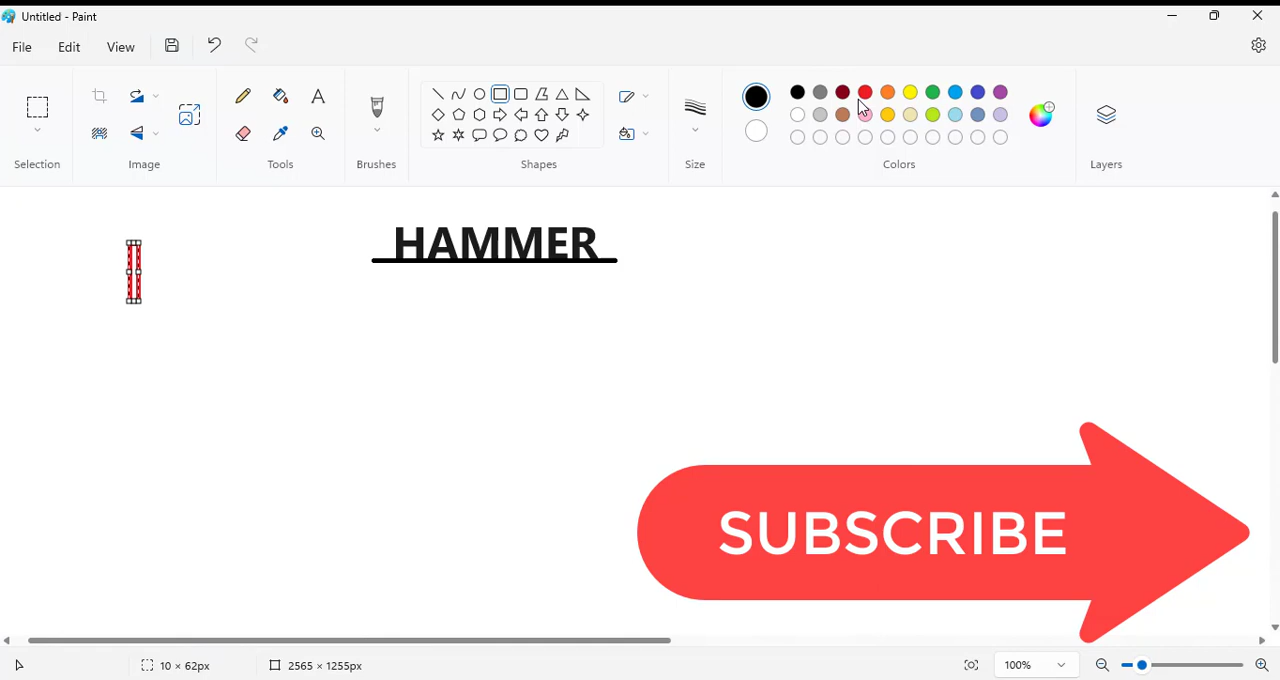 Untitled - Paint
File Edit View
Selection Image Tools Brushes Shapes Size Colors Layers
HAMMER
SUBSCRIBE
10 × 62px 2565 × 1255px 100%